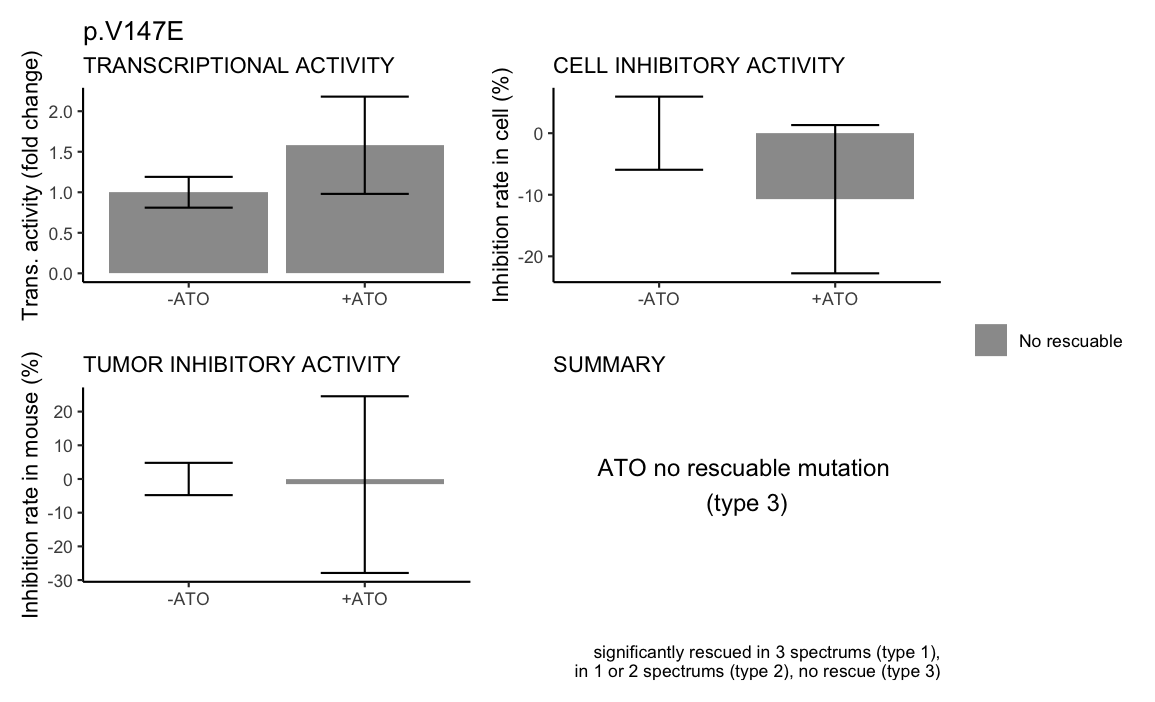 p.V147E
TRANSCRIPTIONAL ACTIVITY
Trans. activity (fold change)
2.0
1.5
1.0
0.5
0.0
-ATO
+ATO
CELL INHIBITORY ACTIVITY
Inhibition rate in cell (%)
0
-10
-20
-ATO
+ATO
No rescuable
TUMOR INHIBITORY ACTIVITY
Inhibition rate in mouse (%)
20
10
0
-10
-20
-30
-ATO
+ATO
SUMMARY
ATO no rescuable mutation
(type 3)
significantly rescued in 3 spectrums (type 1),
in 1 or 2 spectrums (type 2), no rescue (type 3)